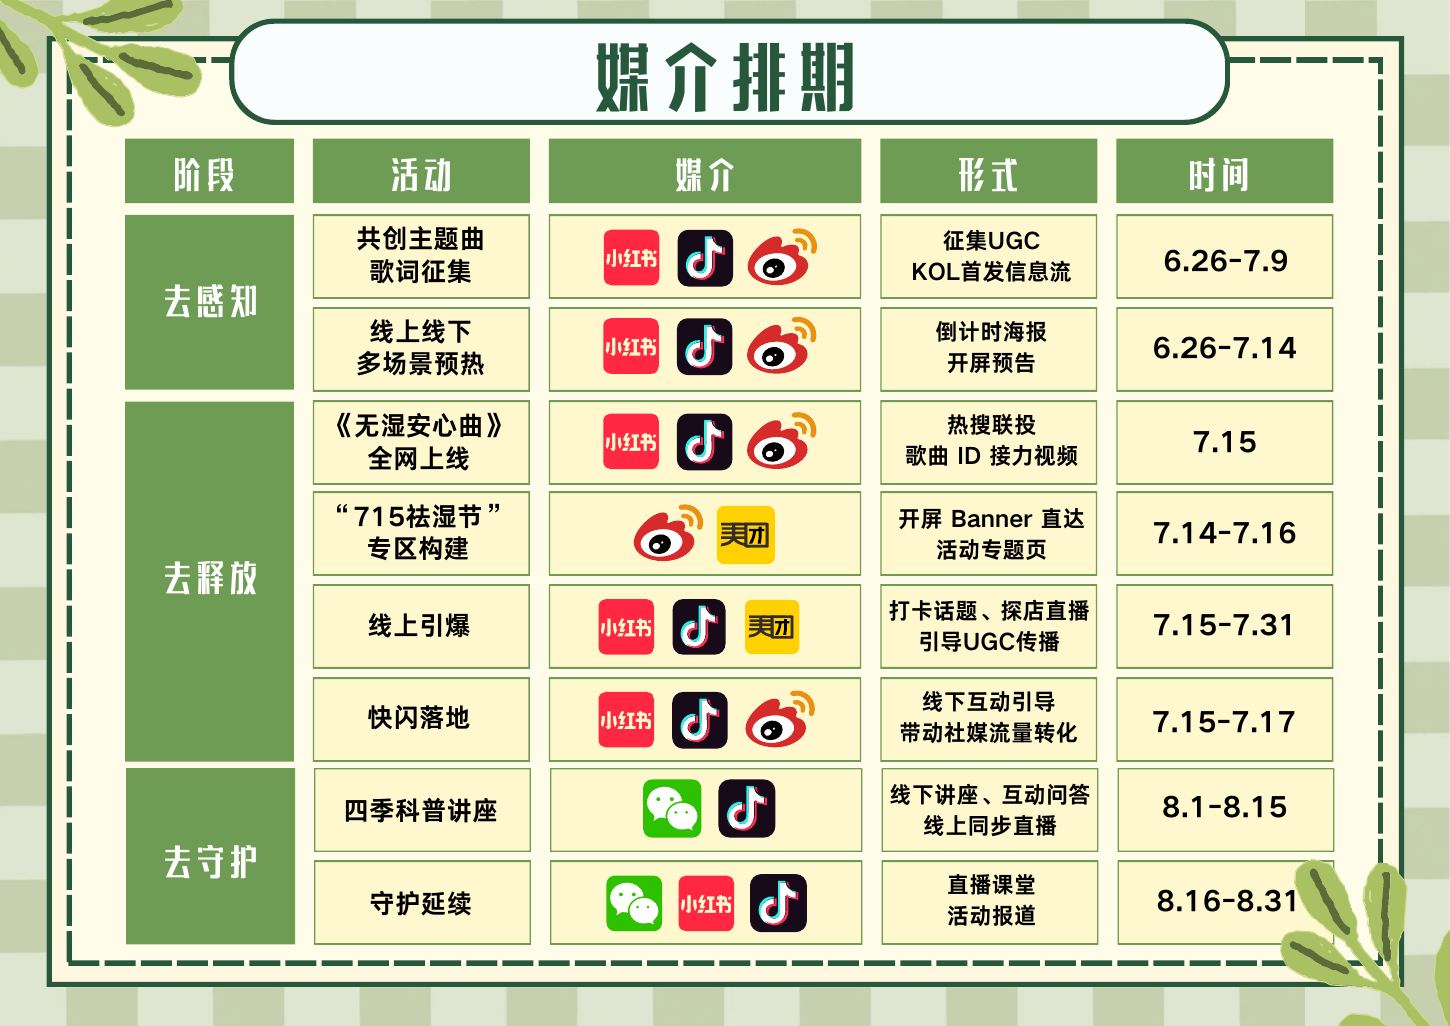 媒介排期
阶段
活动
媒介
形式
时间
去感知
共创主题曲
歌词征集
小红书
征集UGC
KOL首发信息流
6.26-7.9
线上线下
多场景预热
小红书
倒计时海报
开屏预告
6.26-7.14
去释放
《无湿安心曲》
全网上线
小红书
热搜联投
歌曲 ID 接力视频
7.15
“715祛湿节”
专区构建
美团
开屏 Banner 直达
活动专题页
7.14-7.16
线上引爆
小红书
美团
打卡话题、探店直播
引导UGC传播
7.15-7.31
快闪落地
小红书
线下互动引导
带动社媒流量转化
7.15-7.17
去守护
四季科普讲座
线下讲座、互动问答
线上同步直播
8.1-8.15
守护延续
小红书
直播课堂
活动报道
8.16-8.31